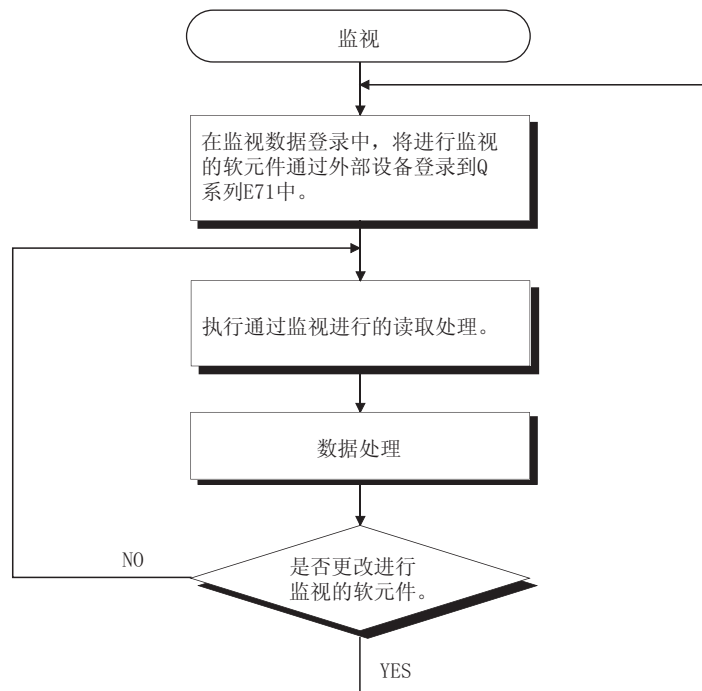 监视
在监视数据登录中，将进行监视
的软元件通过外部设备登录到Q
系列E71中。
执行通过监视进行的读取处理。
数据处理
是否更改进行
监视的软元件。
NO
YES